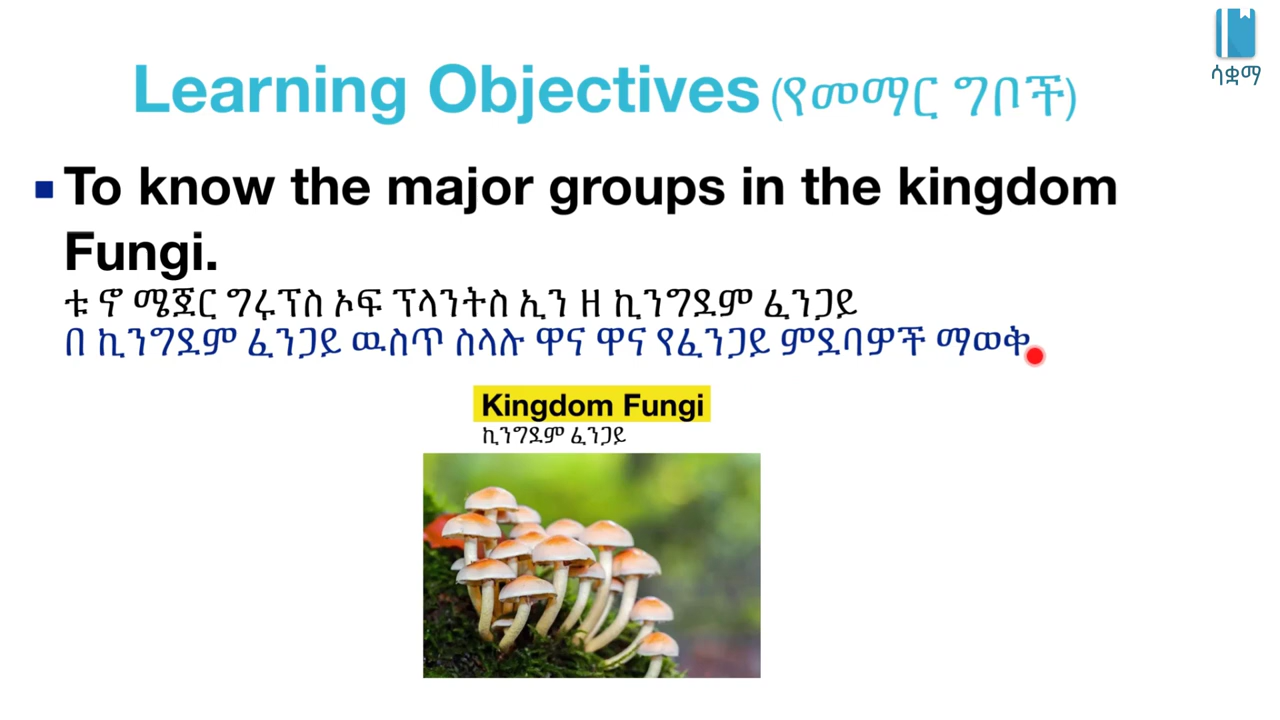 ሳቋማ
Learning Objectives (የመማር ግቦች)
To know the major groups in the kingdom
Fungi.
ቱ ኖ ሜጀር ግሩፕስ ኦፍ ፕላንትስ ኢን ዘ ኪንግደም ፈንጋይ
በ ኪንግደም ፈንጋይ ዉስጥ ስላሉ ዋና ዋና የፈንጋይ ምደባዎች ማወቅ
Kingdom Fungi
ኪንግደም ፈንጋይ